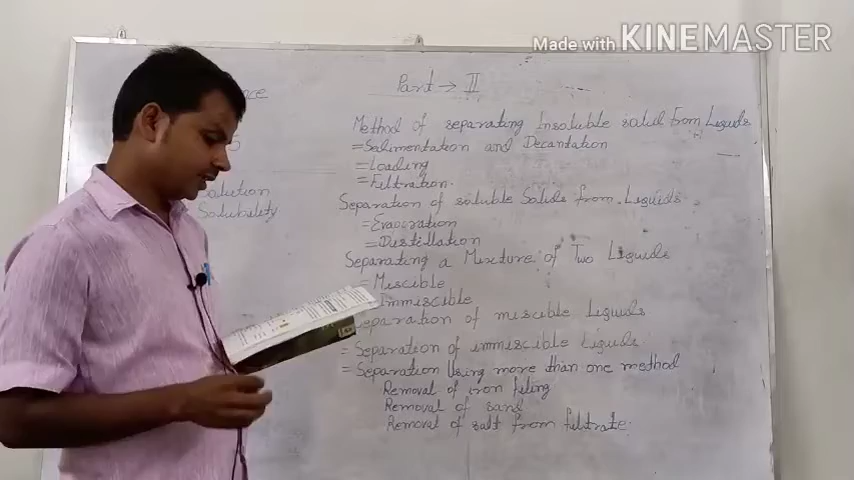 Made with KINEMASTER
ence
Part → II
Method of separating Insoluble solid From Liquids
5
= Sedimentation and Decantation
= Loading
= Filtration.
Solution
Separation of soluble Solids from Liquids
Solubility
= Evaporation
= Distillation
Separating a Mixture of Two Liquids
= Miscible
Immiscible
Separation of miscible Liquids
= Separation of immiscible Liquids
= Separation Using more than one method
Removal of iron filing
Removal of sand
Removal of salt from filtrate.